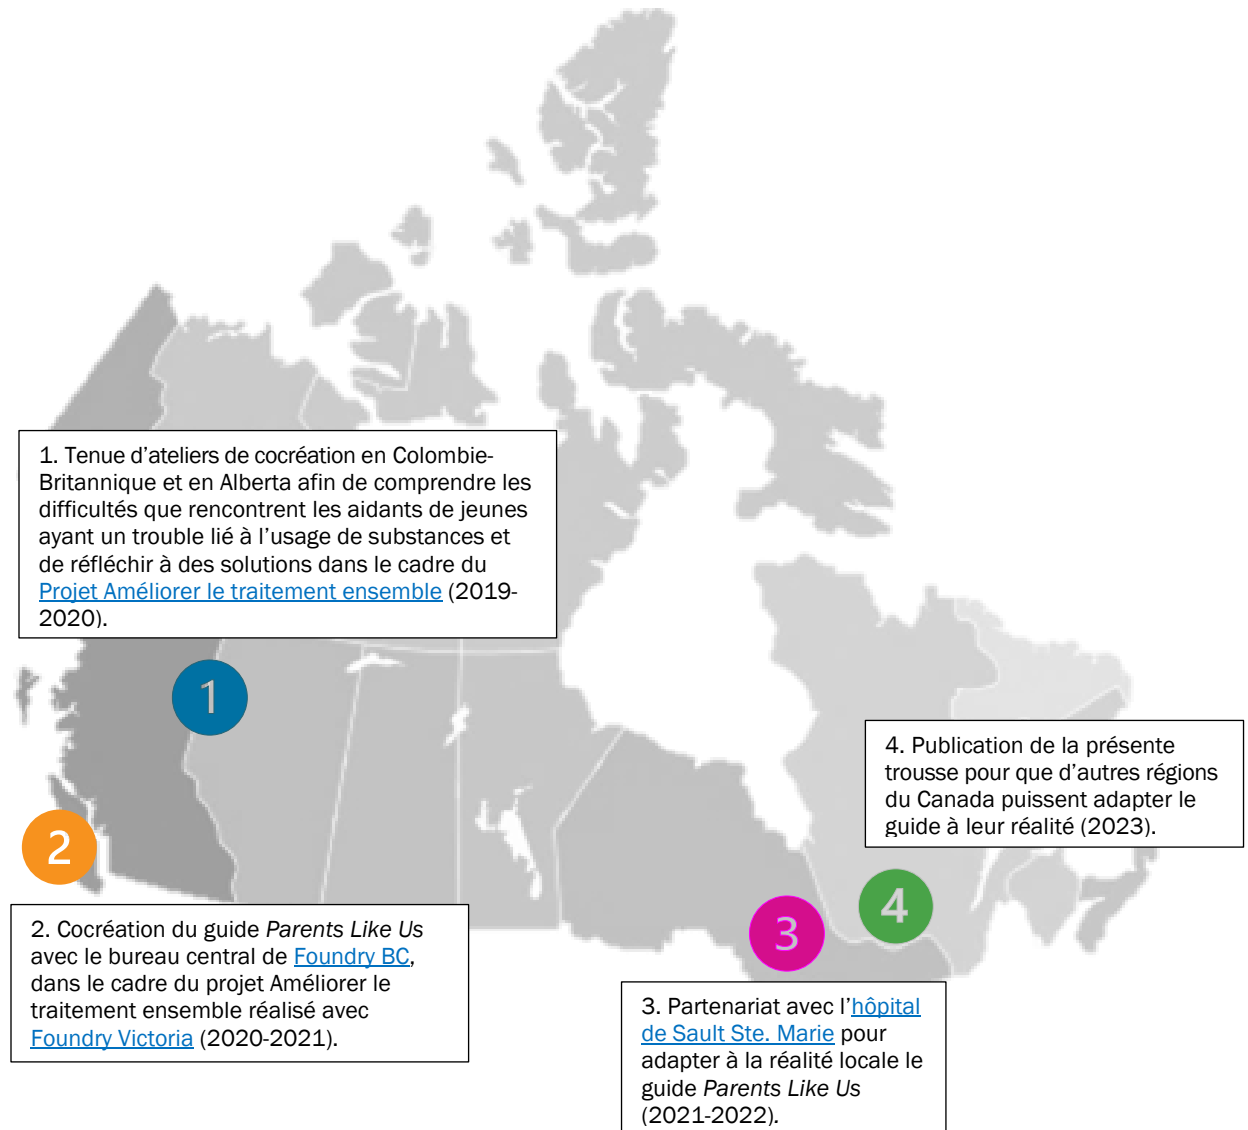 1. Tenue d'ateliers de cocréation en Colombie-
Britannique et en Alberta afin de comprendre les
difficultés que rencontrent les aidants de jeunes
ayant un trouble lié à l'usage de substances et
de réfléchir à des solutions dans le cadre du
Projet Améliorer le traitement ensemble (2019-
2020).
1
4. Publication de la présente
trousse pour que d'autres régions
du Canada puissent adapter le
guide à leur réalité (2023).
2
4
3
2. Cocréation du guide Parents Like Us
avec le bureau central de Foundry BC,
dans le cadre du projet Améliorer le
traitement ensemble réalisé avec
Foundry Victoria (2020-2021).
3. Partenariat avec l'hôpital
de Sault Ste. Marie pour
adapter à la réalité locale le
guide Parents Like Us
(2021-2022).